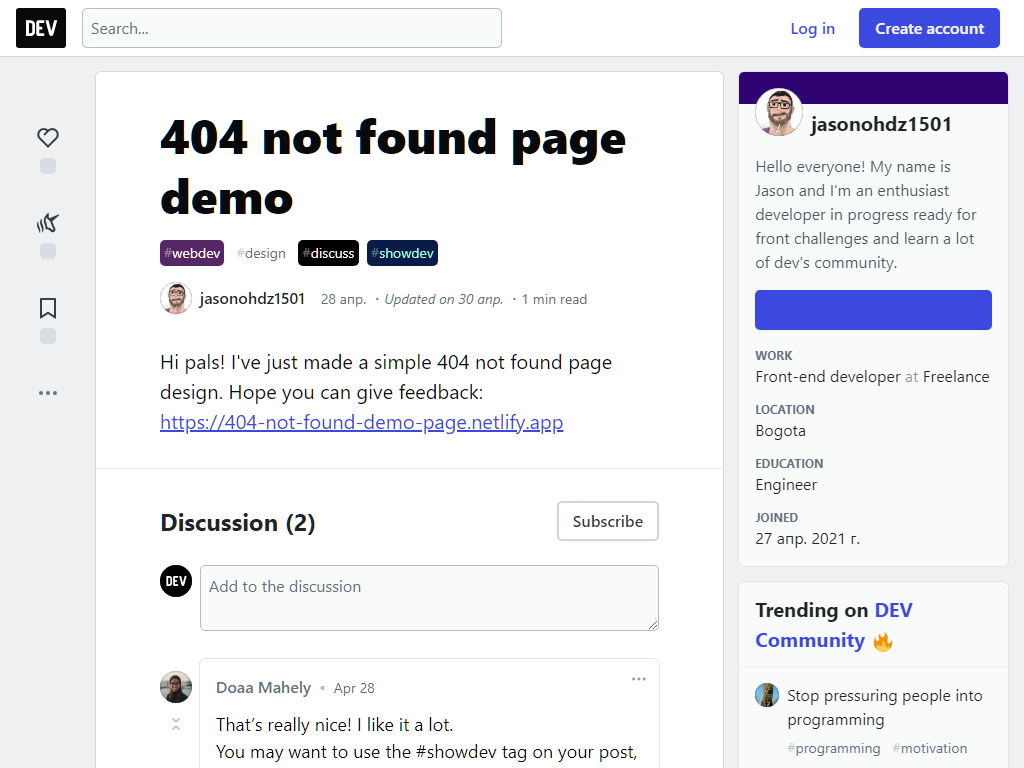 DEV
Search...
Log in
Create account
404 not found page
demo
#webdev #design #discuss #showdev
jasonohdz1501 28 апр. · Updated on 30 апр. · 1 min read
Hi pals! I've just made a simple 404 not found page
design. Hope you can give feedback:
https://404-not-found-demo-page.netlify.app
Discussion (2)
Subscribe
DEV
Add to the discussion
Doaa Mahely • Apr 28
That’s really nice! I like it a lot.
You may want to use the #showdev tag on your post,
jasonohdz1501
Hello everyone! My name is
Jason and I'm an enthusiast
developer in progress ready for
front challenges and learn a lot
of dev's community.
WORK
Front-end developer at Freelance
LOCATION
Bogota
EDUCATION
Engineer
JOINED
27 апр. 2021 г.
Trending on DEV
Community 🔥
Stop pressuring people into
programming
#programming #motivation